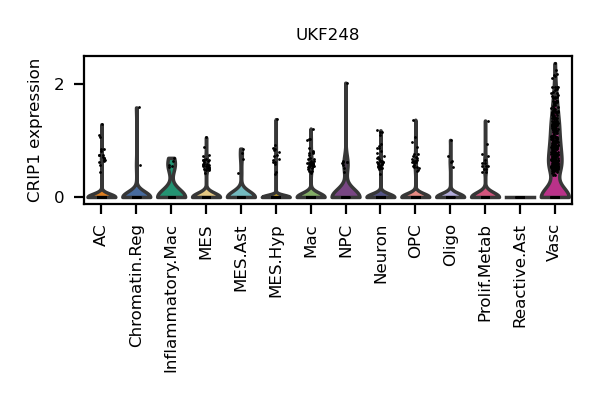 UKF248
CRIP1 expression
2
0
AC
Chromatin.Reg
Inflammatory.Mac
MES
MES.Ast
MES.Hyp
Mac
NPC
Neuron
OPC
Oligo
Prolif.Metab
Reactive.Ast
Vasc